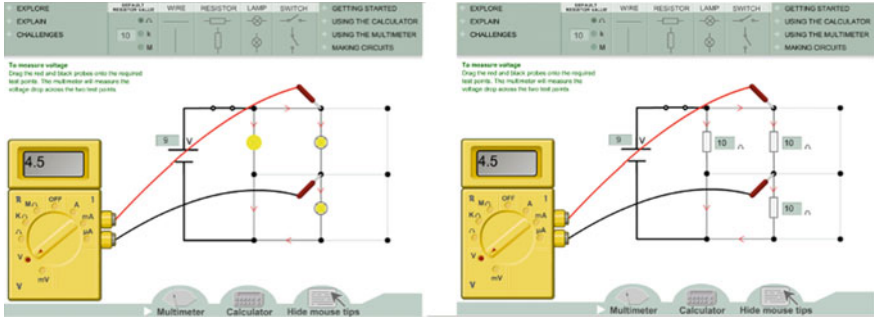 EXPLORE
EXPLAIN
CHALLENGES
DEFAULT
RESISTOR VALUE
10
k
M
WIRE
RESISTOR
LAMP
SWITCH
GETTING STARTED
USING THE CALCULATOR
USING THE MULTIMETER
MAKING CIRCUITS
To measure voltage
Drag the red and black probes onto the required
test points. The multimeter will measure the
voltage drop across the two test points
9 V
4.5
R
OFF
I
M
A
K
mA
µA
V
mV
V
Multimeter
Calculator
Hide mouse tips
EXPLORE
EXPLAIN
CHALLENGES
DEFAULT
RESISTOR VALUE
10
k
M
WIRE
RESISTOR
LAMP
SWITCH
GETTING STARTED
USING THE CALCULATOR
USING THE MULTIMETER
MAKING CIRCUITS
To measure voltage
Drag the red and black probes onto the required
test points. The multimeter will measure the
voltage drop across the two test points
9 V
10
10
10
4.5
R
OFF
I
M
A
K
mA
µA
V
mV
V
Multimeter
Calculator
Hide mouse tips